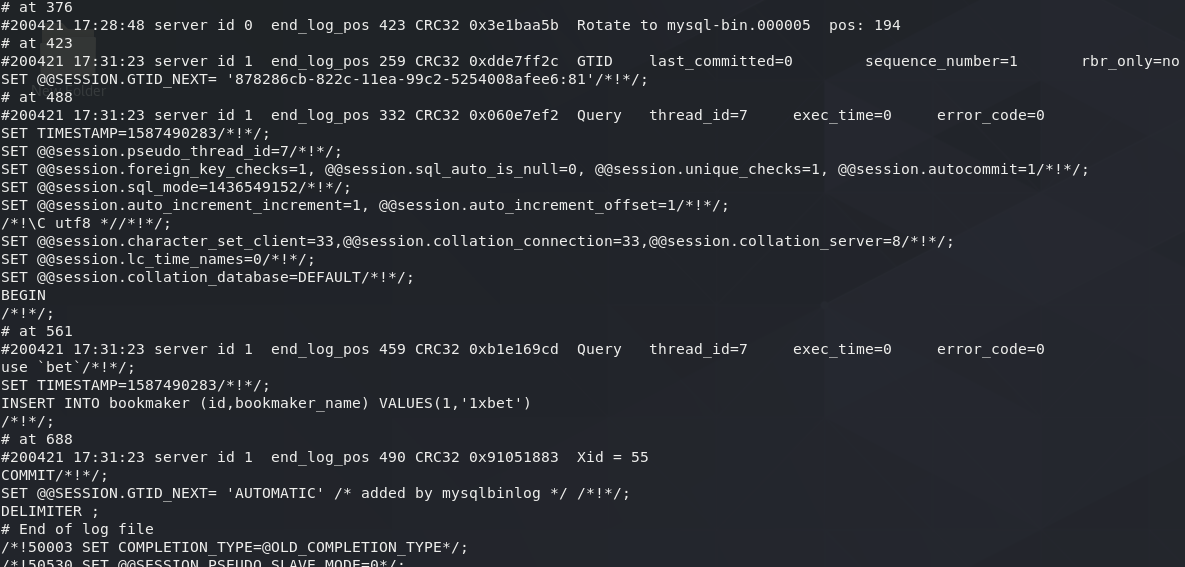 # at 376
#200421 17:28:48 server id 0  end_log_pos 423 CRC32 0x3e1baa5b  Rotate to mysql-bin.000005  pos: 194
# at 423
#200421 17:31:23 server id 1  end_log_pos 259 CRC32 0xdde7ff2c  GTID    last_committed=0        sequence_number=1       rbr_only=no
SET @@SESSION.GTID_NEXT= '878286cb-822c-11ea-99c2-5254008afee6:81'/*!*/;
# at 488
#200421 17:31:23 server id 1  end_log_pos 332 CRC32 0x060e7ef2  Query   thread_id=7     exec_time=0     error_code=0
SET TIMESTAMP=1587490283/*!*/;
SET @@session.pseudo_thread_id=7/*!*/;
SET @@session.foreign_key_checks=1, @@session.sql_auto_is_null=0, @@session.unique_checks=1, @@session.autocommit=1/*!*/;
SET @@session.sql_mode=1436549152/*!*/;
SET @@session.auto_increment_increment=1, @@session.auto_increment_offset=1/*!*/;
/*!\C utf8 *//*!*/;
SET @@session.character_set_client=33,@@session.collation_connection=33,@@session.collation_server=8/*!*/;
SET @@session.lc_time_names=0/*!*/;
SET @@session.collation_database=DEFAULT/*!*/;
BEGIN
/*!*/;
# at 561
#200421 17:31:23 server id 1  end_log_pos 459 CRC32 0xb1e169cd  Query   thread_id=7     exec_time=0     error_code=0
use `bet`/*!*/;
SET TIMESTAMP=1587490283/*!*/;
INSERT INTO bookmaker (id,bookmaker_name) VALUES(1,'1xbet')
/*!*/;
# at 688
#200421 17:31:23 server id 1  end_log_pos 490 CRC32 0x91051883  Xid = 55
COMMIT/*!*/;
SET @@SESSION.GTID_NEXT= 'AUTOMATIC' /* added by mysqlbinlog */ /*!*/;
DELIMITER ;
# End of log file
/*!50003 SET COMPLETION_TYPE=@OLD_COMPLETION_TYPE*/;
/*!50530 SET @@SESSION.PSEUDO_SLAVE_MODE=0*/;